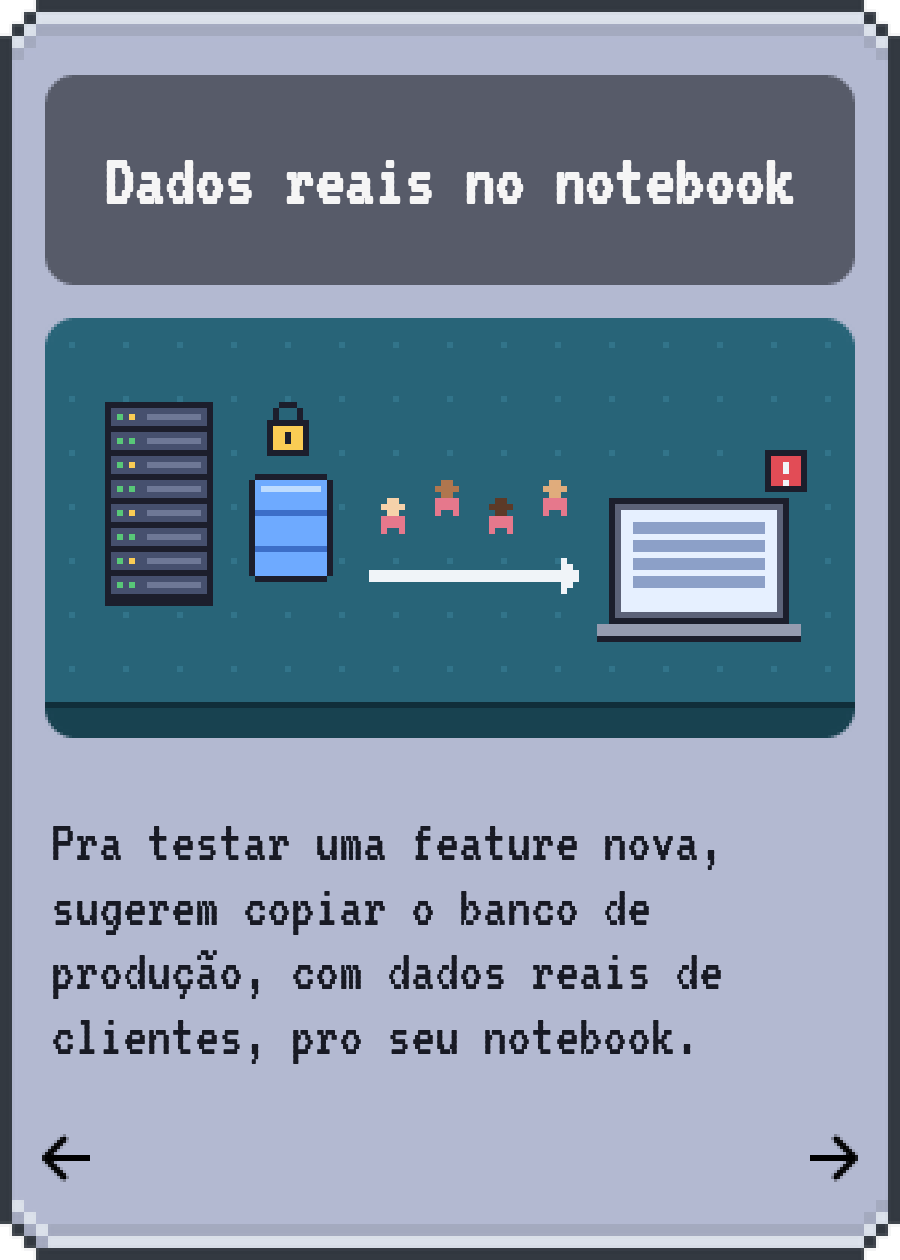 Dados reais no notebook
Pra testar uma feature nova,
sugerem copiar o banco de
produção, com dados reais de
clientes, pro seu notebook.